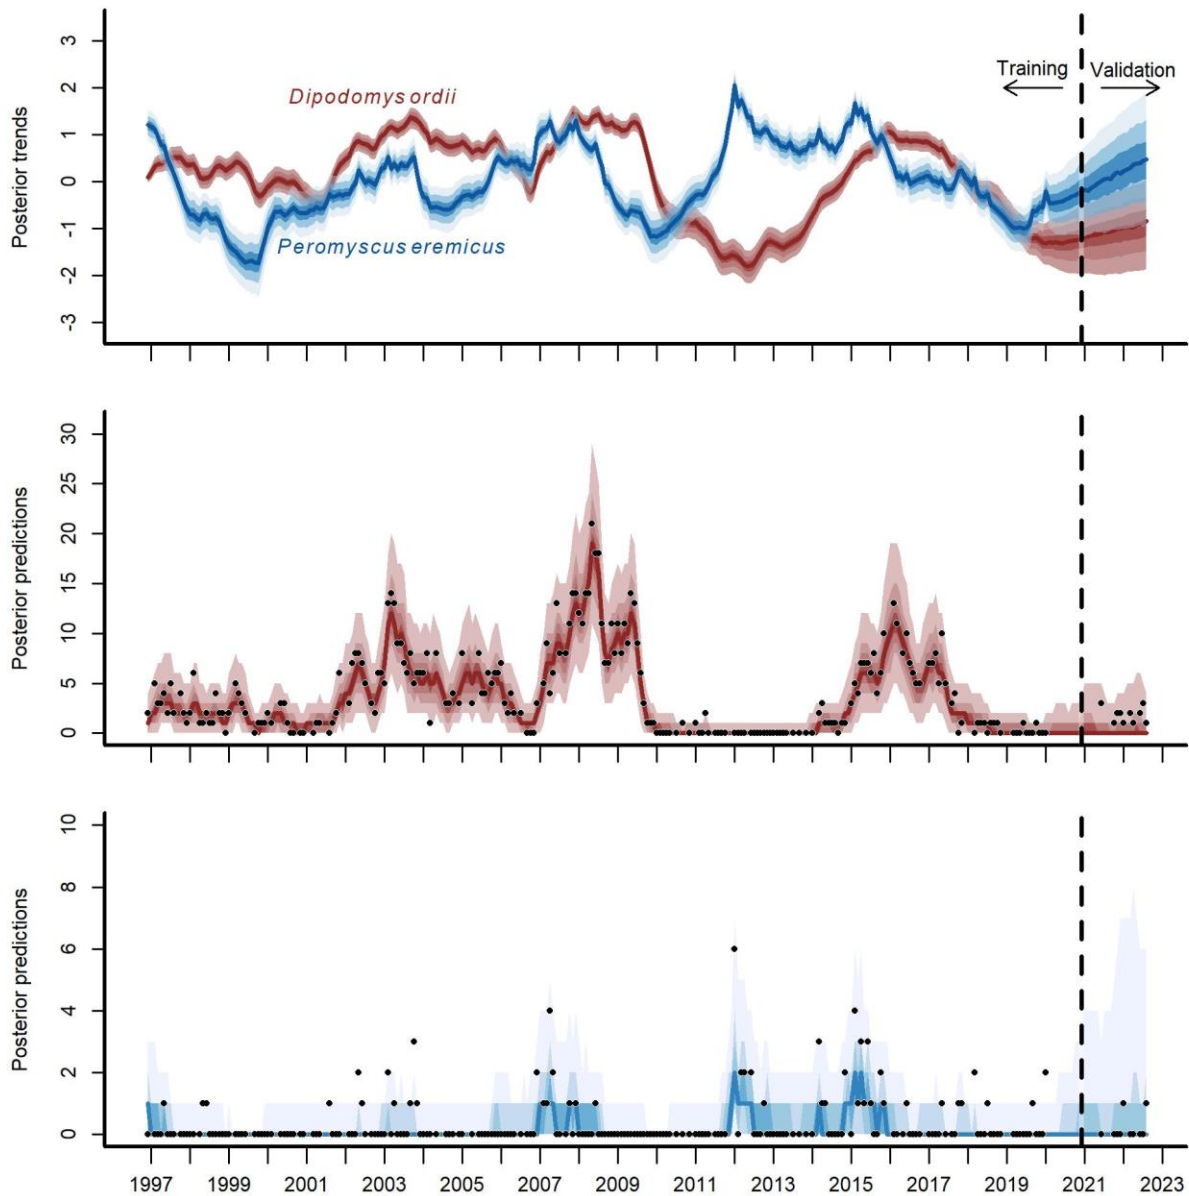 3
2
1
0
-1
-2
-3
Posterior trends
Dipodomys ordii
Peromyscus eremicus
Training
Validation
30
25
20
15
10
5
0
Posterior predictions
10
8
6
4
2
0
Posterior predictions
1997 1999 2001 2003 2005 2007 2009 2011 2013 2015 2017 2019 2021 2023